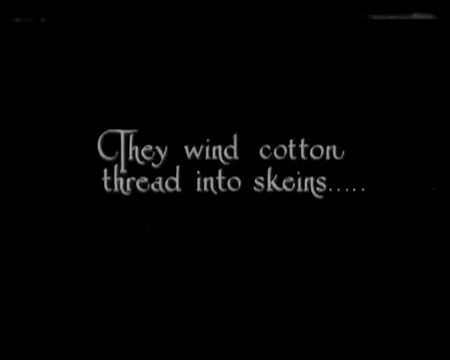 They wind cotton
thread into skeins.....